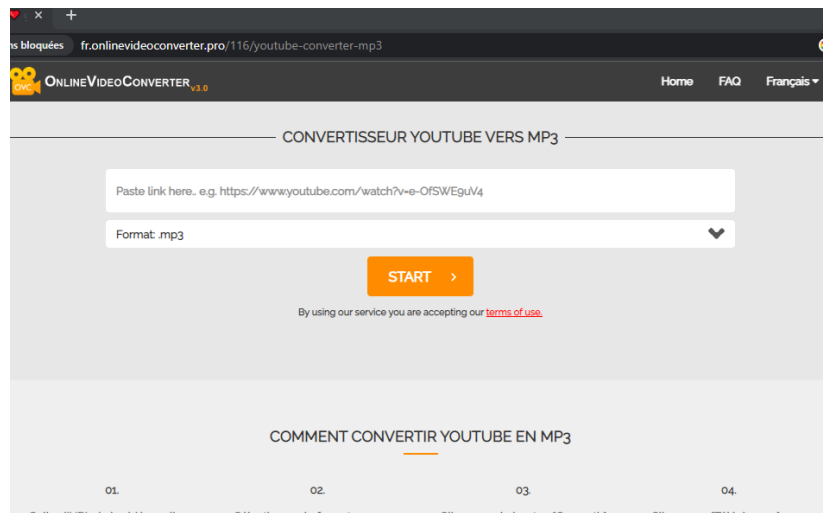 ns bloquées fr.onlinevideoconverter.pro/116/youtube-converter-mp3
OVC ONLINEVIDEOCONVERTER v3.0 Home FAQ Français
CONVERTISSEUR YOUTUBE VERS MP3
Paste link here.. e.g. https://www.youtube.com/watch?v=e-OfSWE9uV4
Format: .mp3
START
By using our service you are accepting our terms of use.
COMMENT CONVERTIR YOUTUBE EN MP3
01. 02. 03. 04.